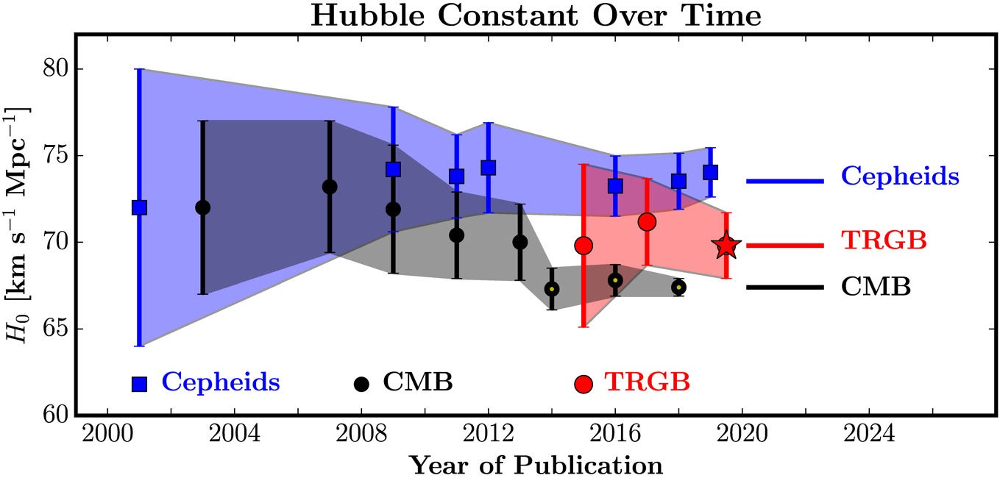 Hubble Constant Over Time
H₀ [km s⁻¹ Mpc⁻¹]
80
75
70
65
60
Cepheids
TRGB
CMB
Cepheids CMB TRGB
2000 2004 2008 2012 2016 2020 2024
Year of Publication